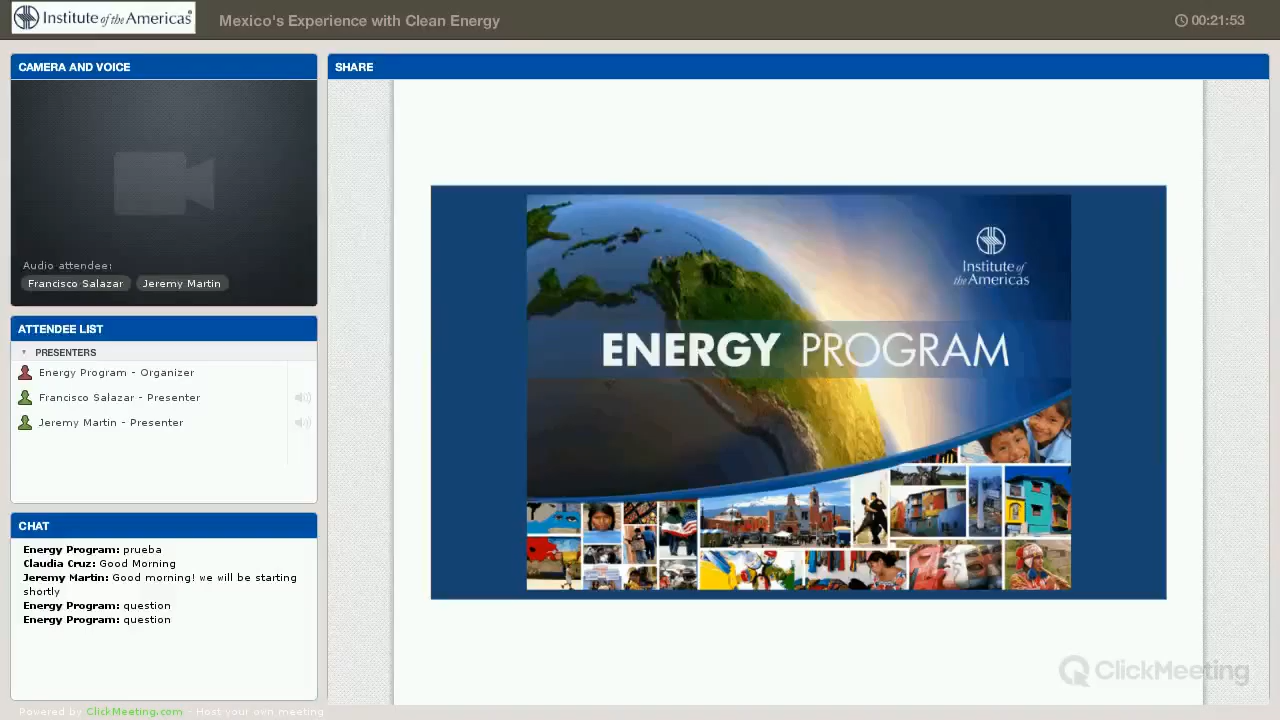 Institute of the Americas
Mexico's Experience with Clean Energy
00:21:53
CAMERA AND VOICE
Audio attendee:
Francisco Salazar
Jeremy Martin
ATTENDEE LIST
PRESENTERS
Energy Program - Organizer
Francisco Salazar - Presenter
Jeremy Martin - Presenter
CHAT
Energy Program: prueba
Claudia Cruz: Good Morning
Jeremy Martin: Good morning! we will be starting
shortly
Energy Program: question
Energy Program: question
Powered by ClickMeeting.com - Host your own meeting
SHARE
Institute of
the Americas
ENERGY PROGRAM
ClickMeeting